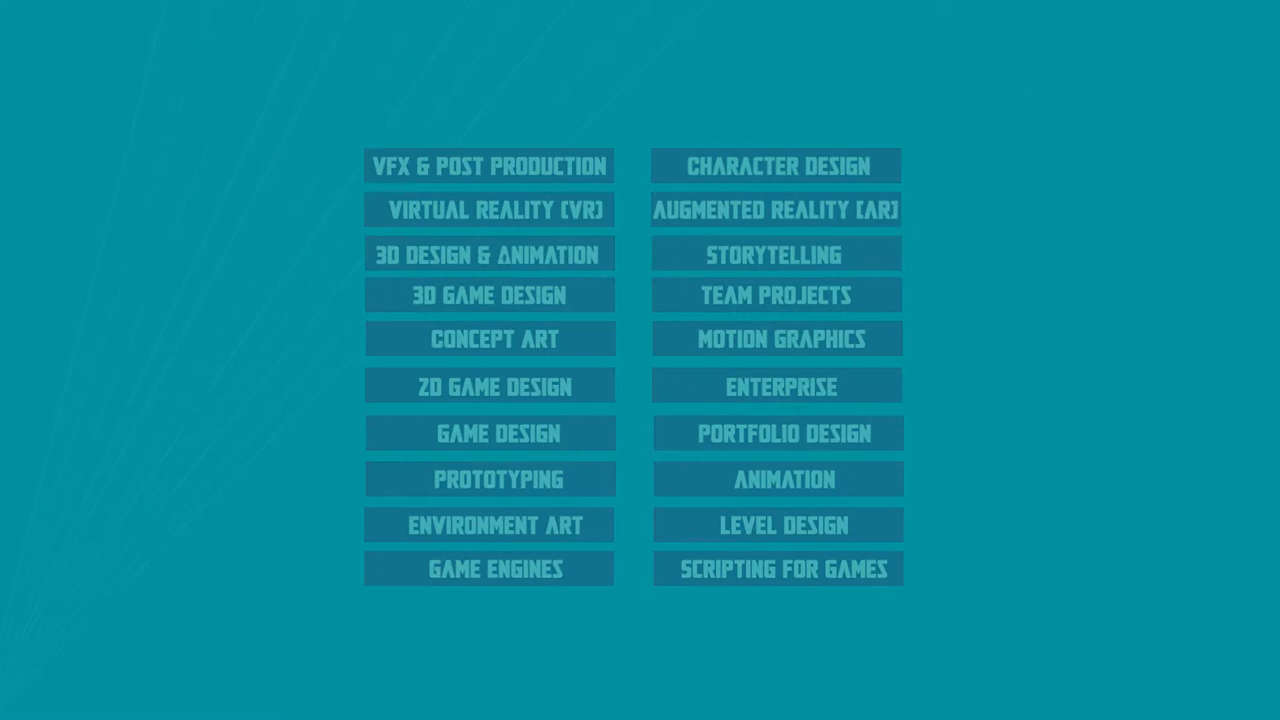 VFX & POST PRODUCTION
VIRTUAL REALITY (VR)
3D DESIGN & ANIMATION
3D GAME DESIGN
CONCEPT ART
2D GAME DESIGN
GAME DESIGN
PROTOTYPING
ENVIRONMENT ART
GAME ENGINES
CHARACTER DESIGN
AUGMENTED REALITY (AR)
STORYTELLING
TEAM PROJECTS
MOTION GRAPHICS
ENTERPRISE
PORTFOLIO DESIGN
ANIMATION
LEVEL DESIGN
SCRIPTING FOR GAMES